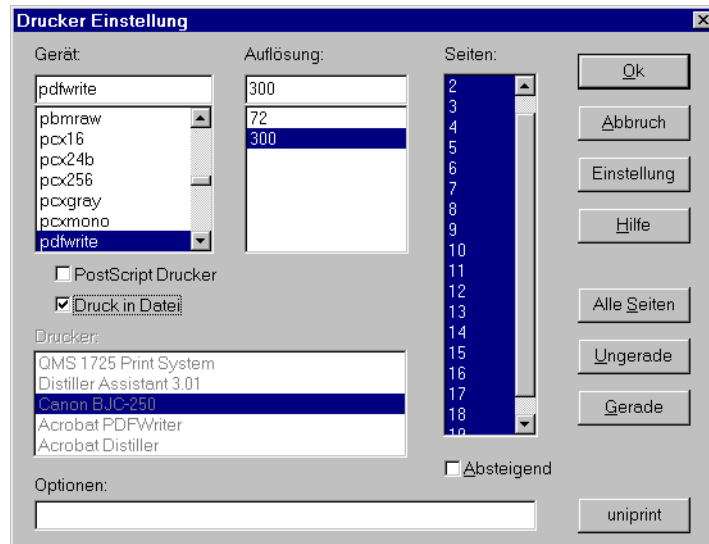 Drucker Einstellung
Gerät:
pdfwrite
pbmraw
pcx16
pcx24b
pcx256
pcxgray
pcxmono
pdfwrite
PostScript Drucker
Druck in Datei
Drucker:
QMS 1725 Print System
Distiller Assistant 3.01
Canon BJC-250
Acrobat PDFWriter
Acrobat Distiller
Optionen:
Auflösung:
300
72
300
Seiten:
2
3
4
5
6
7
8
9
10
11
12
13
14
15
16
17
18
19
Absteigend
Ok
Abbruch
Einstellung
Hilfe
Alle Seiten
Ungerade
Gerade
uniprint